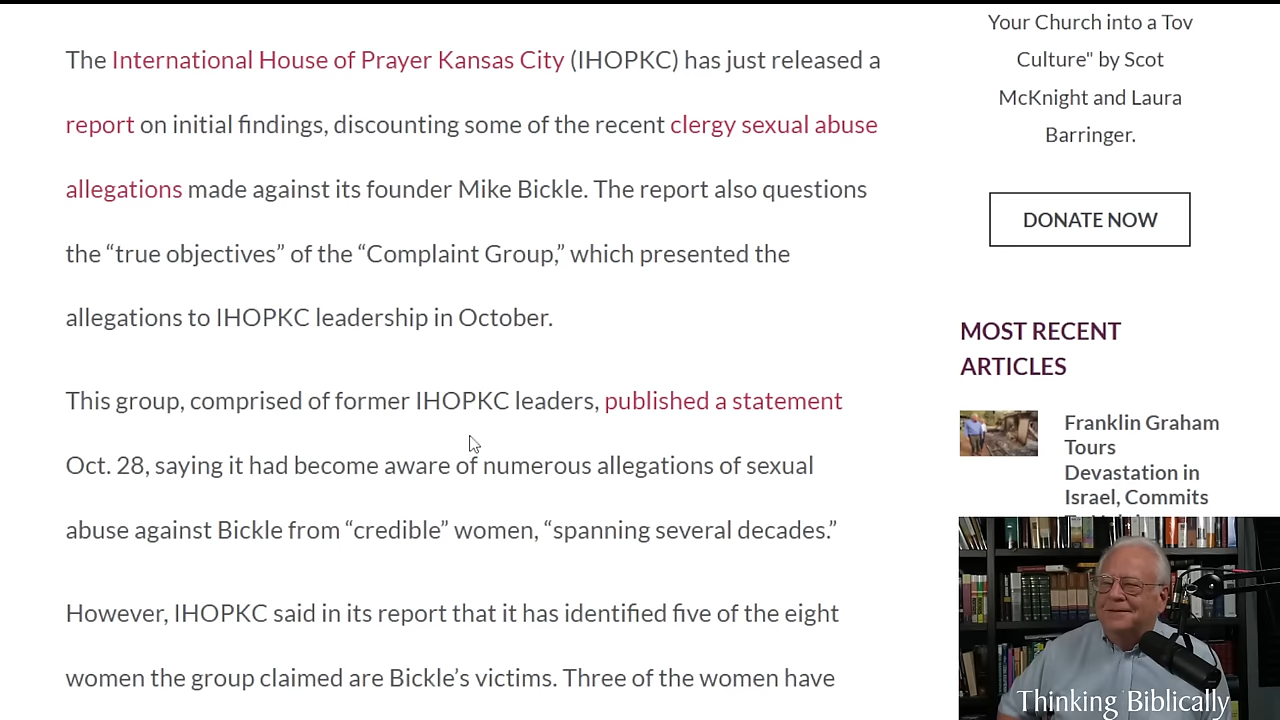 The International House of Prayer Kansas City (IHOPKC) has just released a
report on initial findings, discounting some of the recent clergy sexual abuse
allegations made against its founder Mike Bickle. The report also questions
the “true objectives” of the “Complaint Group,” which presented the
allegations to IHOPKC leadership in October.
This group, comprised of former IHOPKC leaders, published a statement
Oct. 28, saying it had become aware of numerous allegations of sexual
abuse against Bickle from “credible” women, “spanning several decades.”
However, IHOPKC said in its report that it has identified five of the eight
women the group claimed are Bickle’s victims. Three of the women have
Your Church into a Tov
Culture" by Scot
McKnight and Laura
Barringer.
DONATE NOW
MOST RECENT
ARTICLES
Franklin Graham
Tours
Devastation in
Israel, Commits
Thinking Biblically